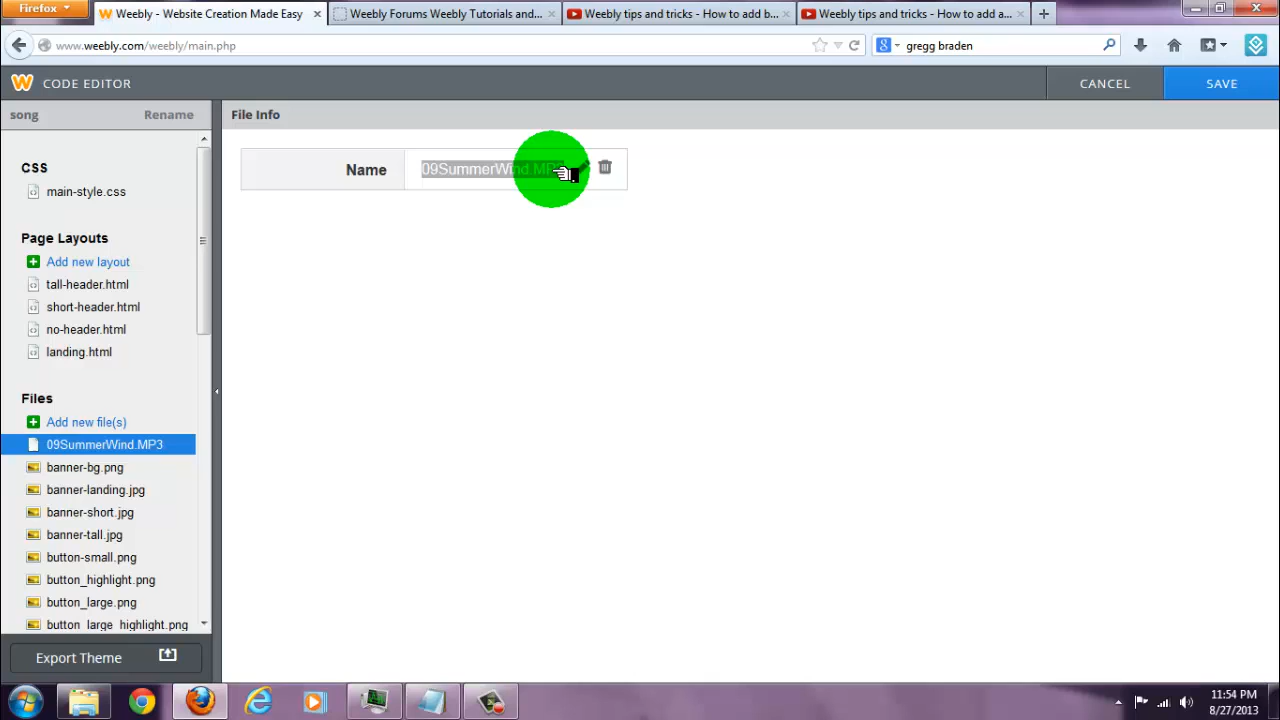 Firefox
Weebly - Website Creation Made Easy
Weebly Forums Weebly Tutorials and...
Weebly tips and tricks - How to add b...
Weebly tips and tricks - How to add a...
www.weebly.com/weebly/main.php
gregg braden
CODE EDITOR
CANCEL
SAVE
song
Rename
File Info
Name
09SummerWind.MP3
CSS
main-style.css
Page Layouts
Add new layout
tall-header.html
short-header.html
no-header.html
landing.html
Files
Add new file(s)
09SummerWind.MP3
banner-bg.png
banner-landing.jpg
banner-short.jpg
banner-tall.jpg
button-small.png
button_highlight.png
button_large.png
button_large_highlight.png
Export Theme
11:54 PM
8/27/2013